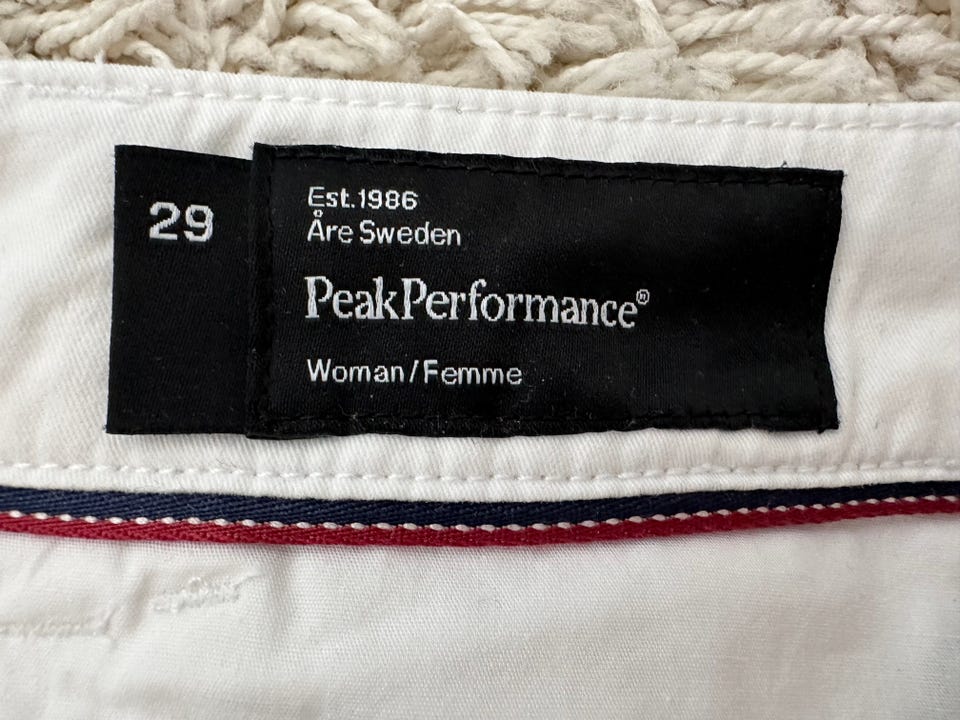 29
Est.1986
Åre Sweden
PeakPerformance®
Woman/Femme